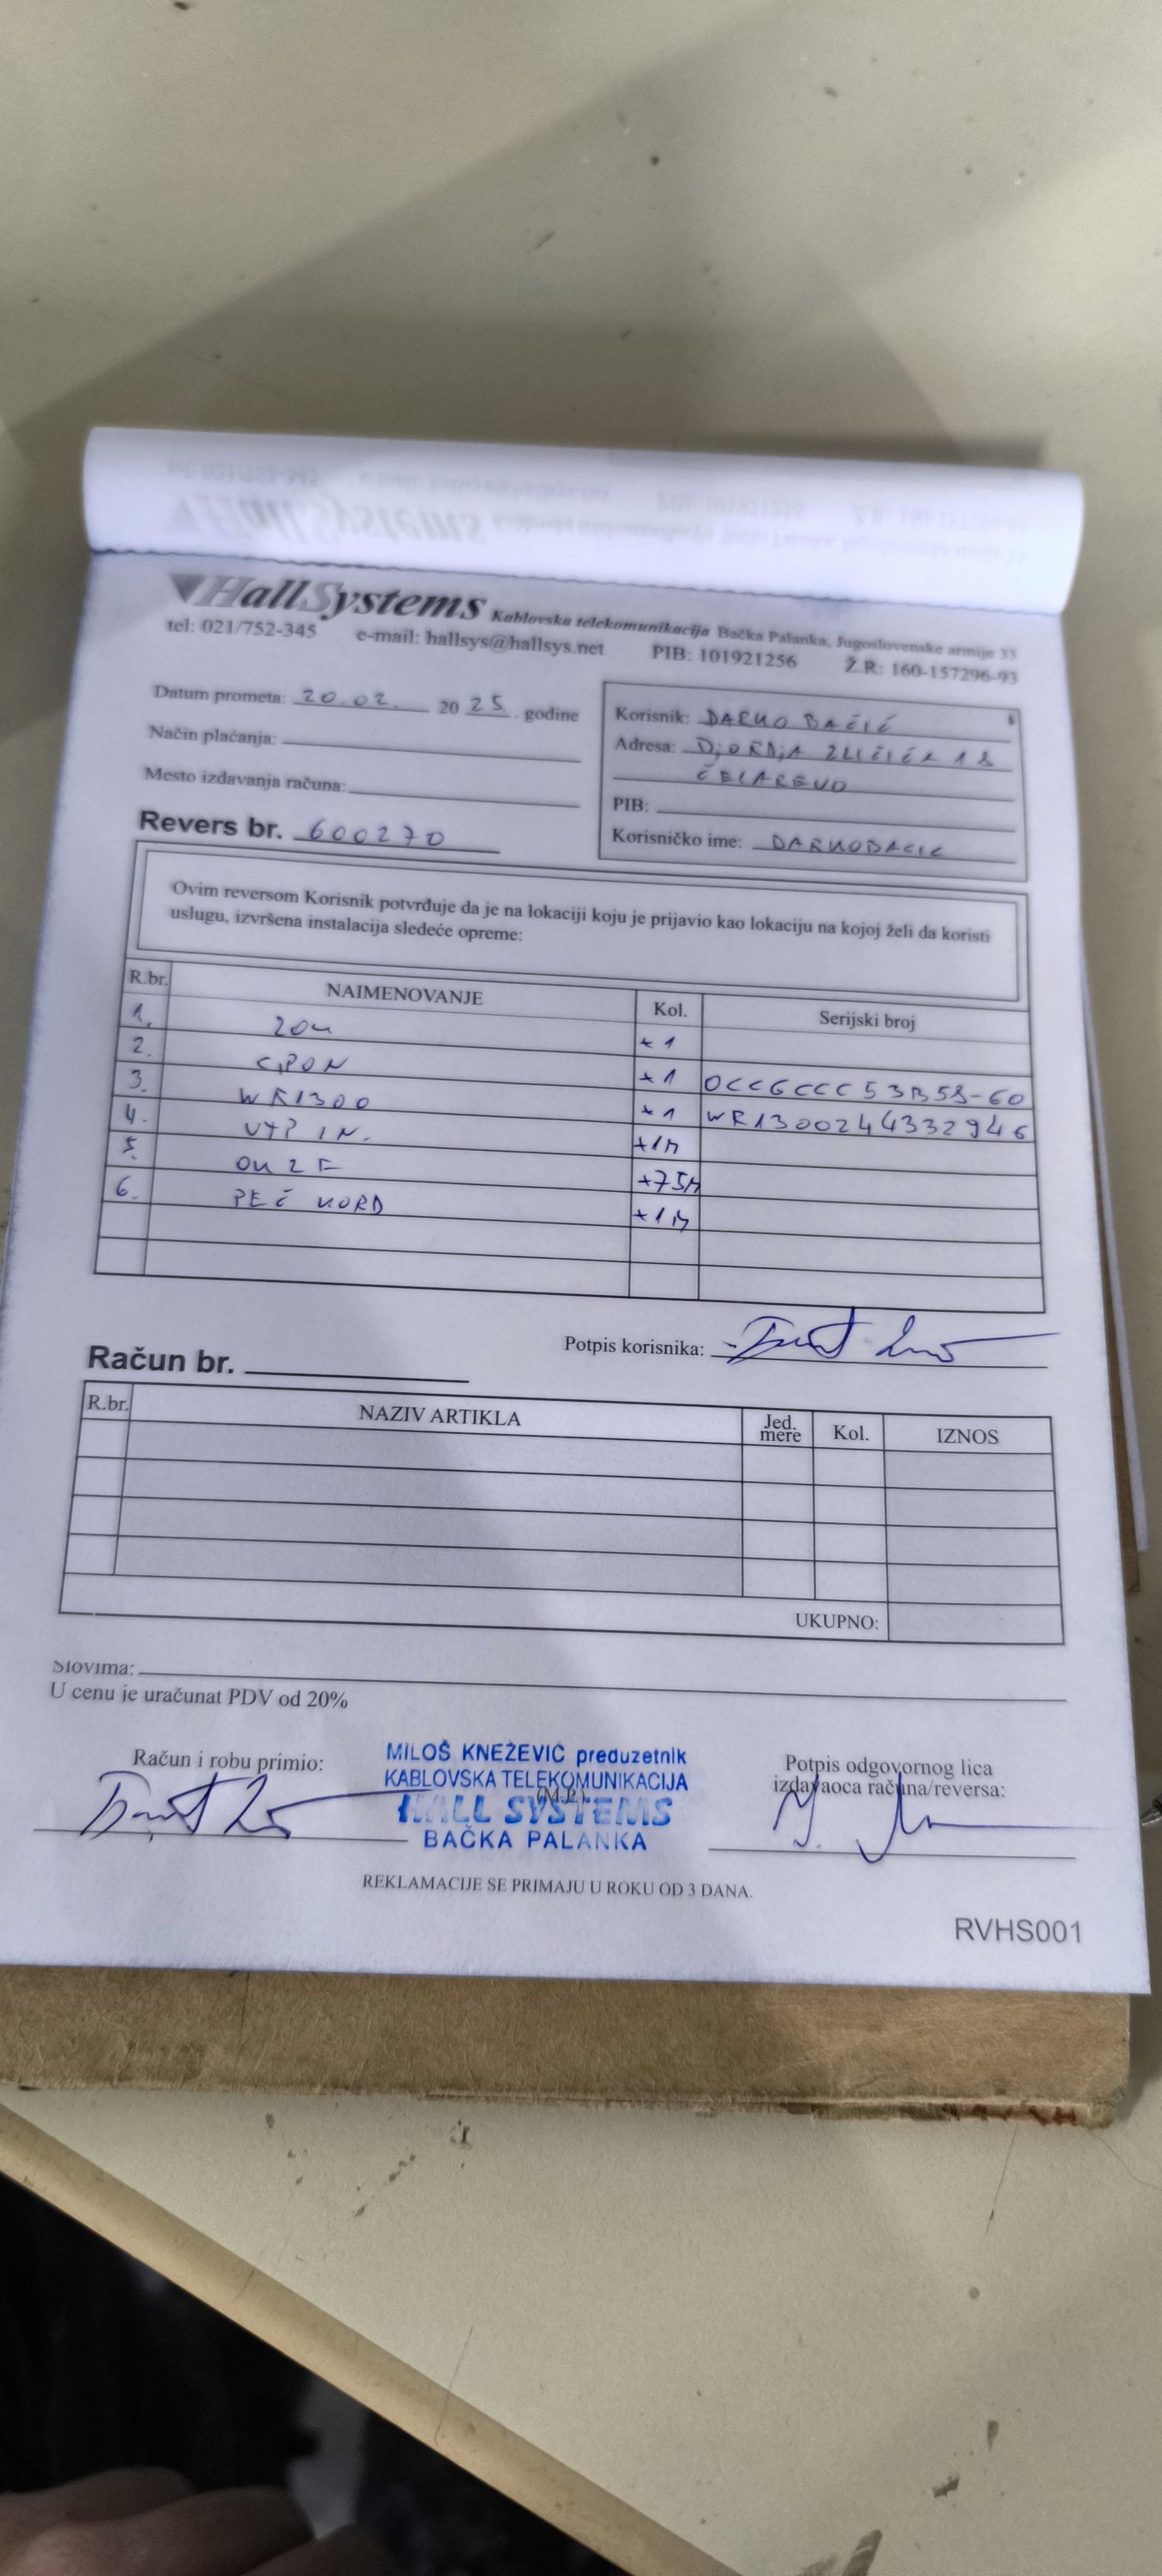 HallSystems Kablovska telekomunikacija Bačka Palanka, Jugoslovenske armije 33
tel: 021/752-345 e-mail: hallsys@hallsys.net PIB: 101921256 Ž.R: 160-157296-93
Datum prometa: 20.02. 2025. godine
Način plaćanja:
Mesto izdavanja računa:
Revers br. 600270
Korisnik: DARKO BAČIĆ
Adresa: DjORDjA ZLIČIĆA 18
ČELAREVO
PIB:
Korisničko ime: DARKOBACIC
Ovim reversom Korisnik potvrđuje da je na lokaciji koju je prijavio kao lokaciju na kojoj želi da koristi
uslugu, izvršena instalacija sledeće opreme:
R.br. NAIMENOVANJE Kol. Serijski broj
1. ZOK *1
2. GPON *1 0CC6CCC53B58-60
3. WR1300 *1 WR1300244332946
4. UTP IN. *1M
5. OK 2F *75M
6. PEČ KORD *1M
Potpis korisnika:
Račun br.
R.br. NAZIV ARTIKLA Jed. mere Kol. IZNOS
UKUPNO:
Slovima:
U cenu je uračunat PDV od 20%
Račun i robu primio:
MILOŠ KNEŽEVIĆ preduzetnik
KABLOVSKA TELEKOMUNIKACIJA
(M.P.)
HALL SYSTEMS
BAČKA PALANKA
Potpis odgovornog lica
izdavaoca računa/reversa:
REKLAMACIJE SE PRIMAJU U ROKU OD 3 DANA.
RVHS001